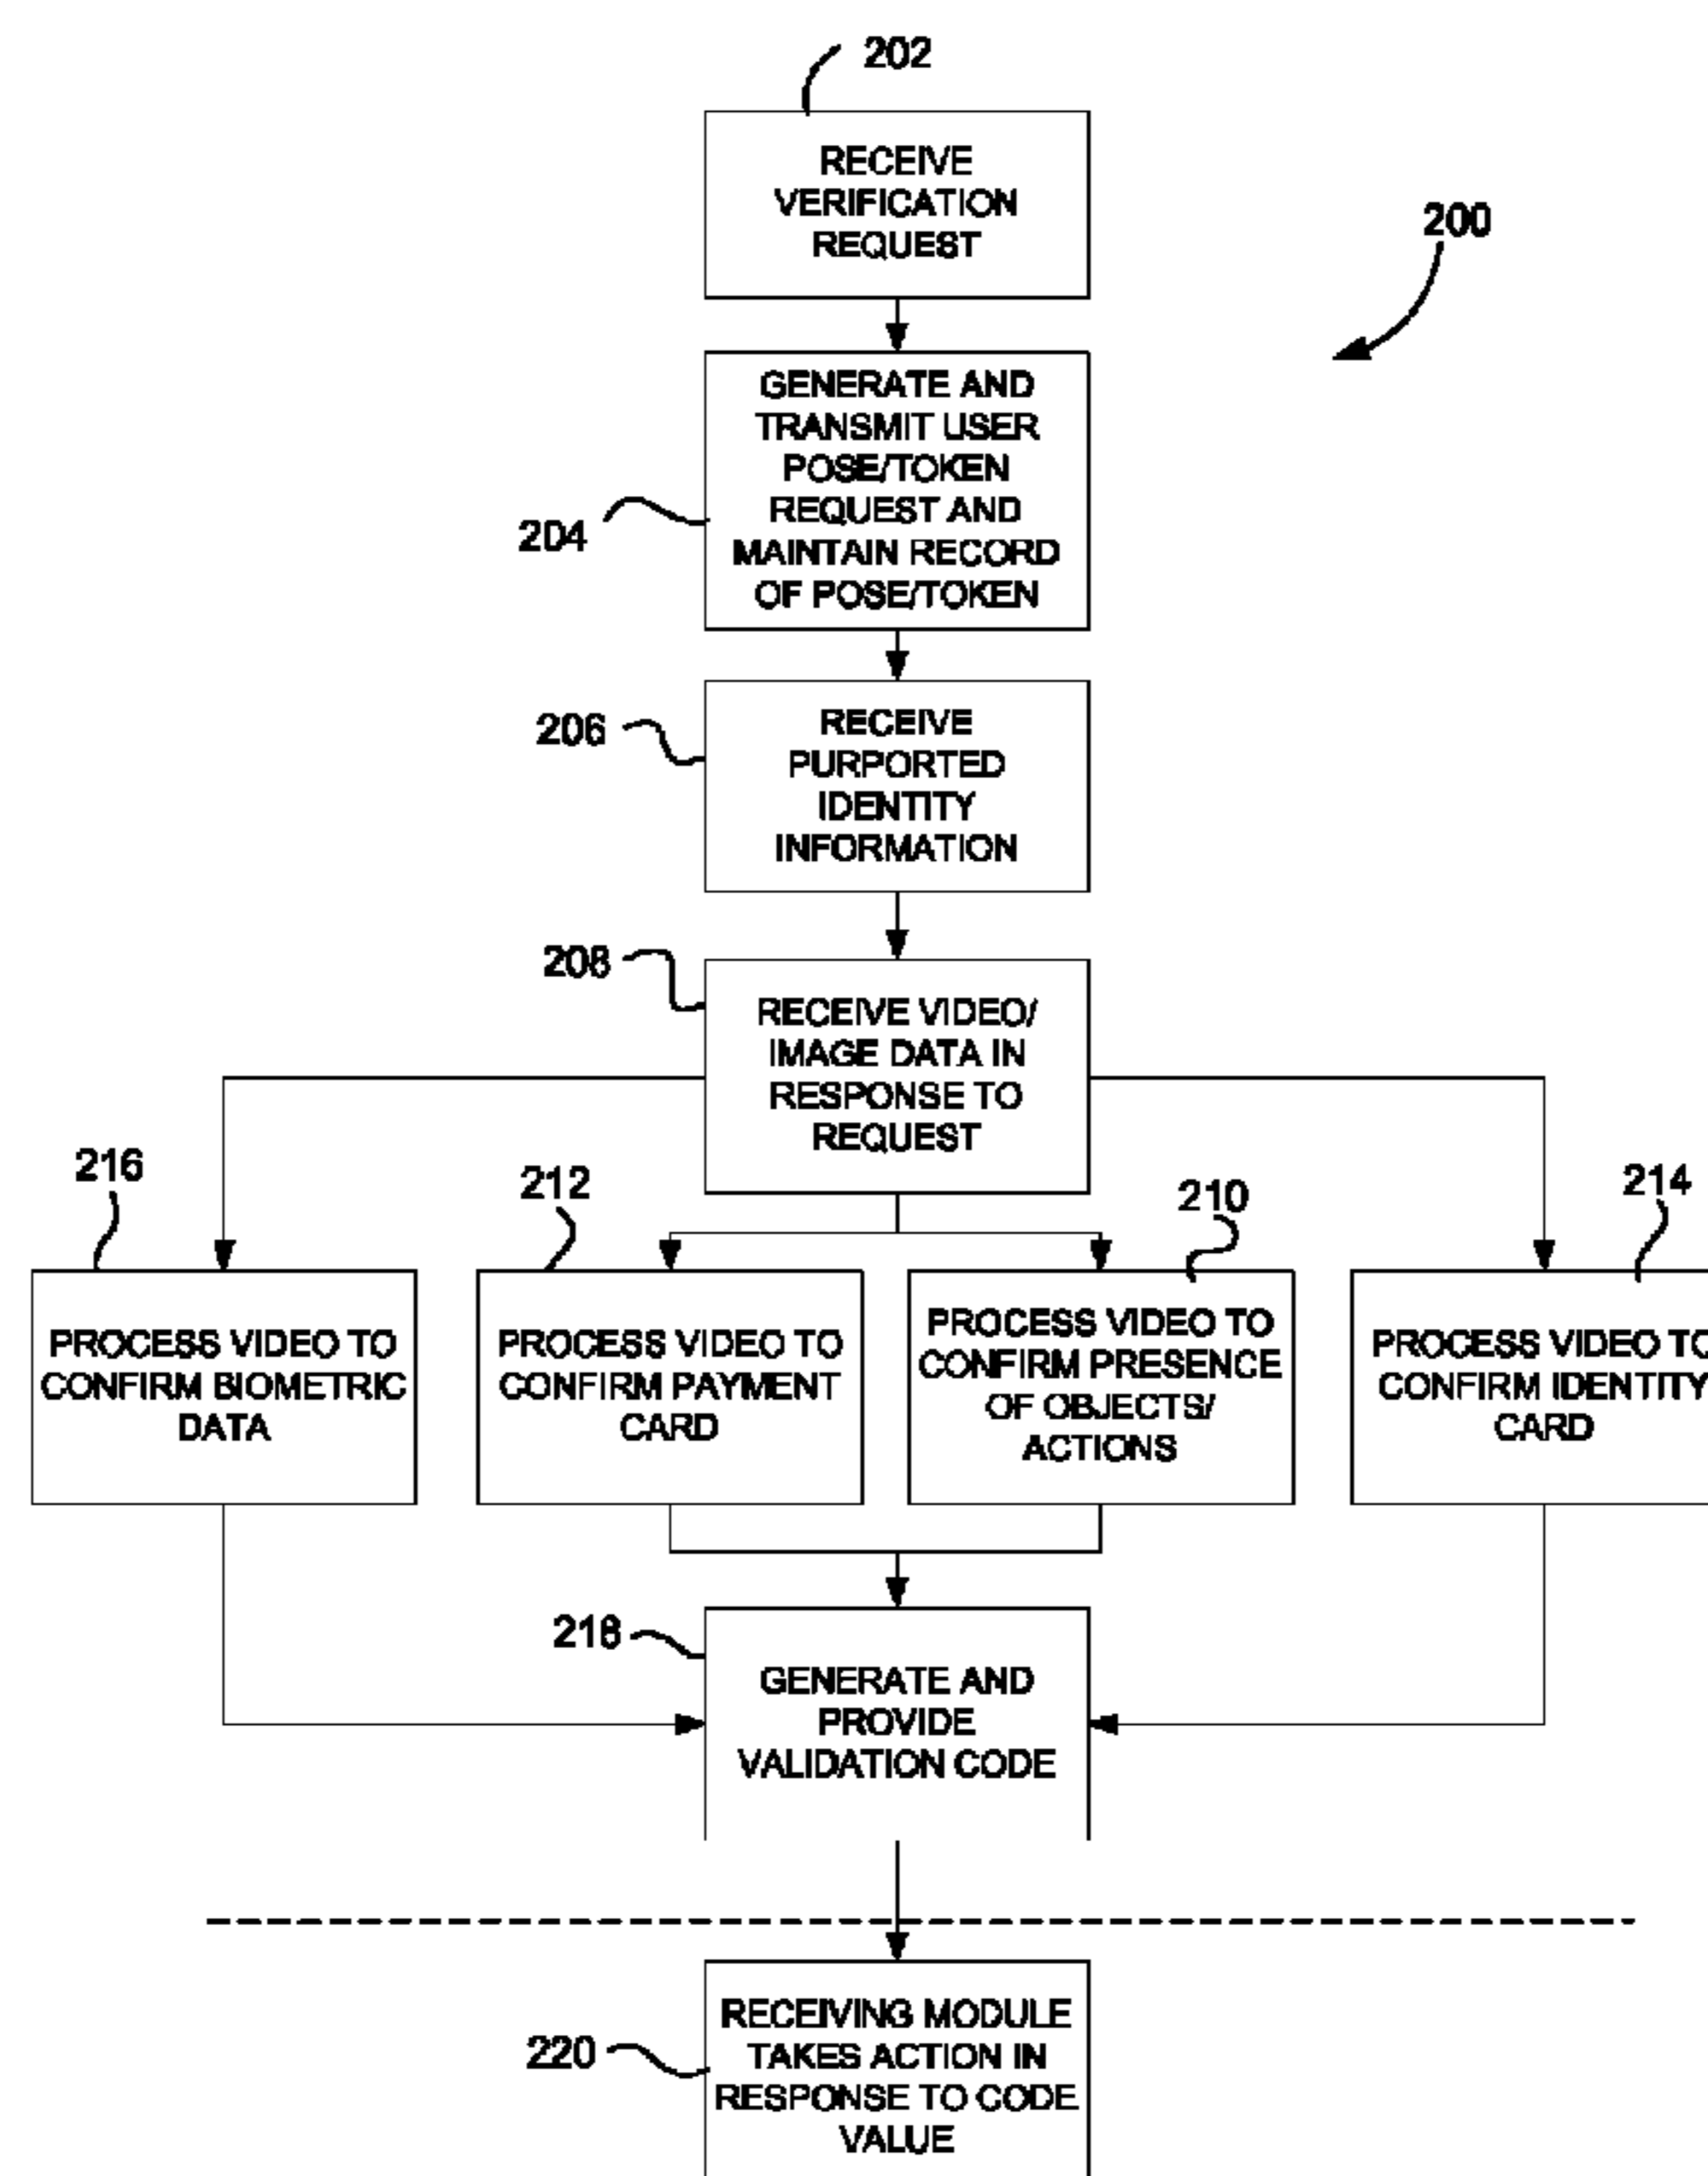 202
RECEIVE
VERIFICATION
REQUEST
200
GENERATE AND
TRANSMIT USER
POSE/TOKEN
REQUEST AND
MAINTAIN RECORD
OF POSE/TOKEN
204
206
RECEIVE
PURPORTED
IDENTITY
INFORMATION
208
RECEIVE VIDEO/
IMAGE DATA IN
RESPONSE TO
REQUEST
216
212
210
214
PROCESS VIDEO TO
CONFIRM BIOMETRIC
DATA
PROCESS VIDEO TO
CONFIRM PAYMENT
CARD
PROCESS VIDEO TO
CONFIRM PRESENCE
OF OBJECTS/
ACTIONS
PROCESS VIDEO TO
CONFIRM IDENTITY
CARD
218
GENERATE AND
PROVIDE
VALIDATION CODE
220
RECEIVING MODULE
TAKES ACTION IN
RESPONSE TO CODE
VALUE